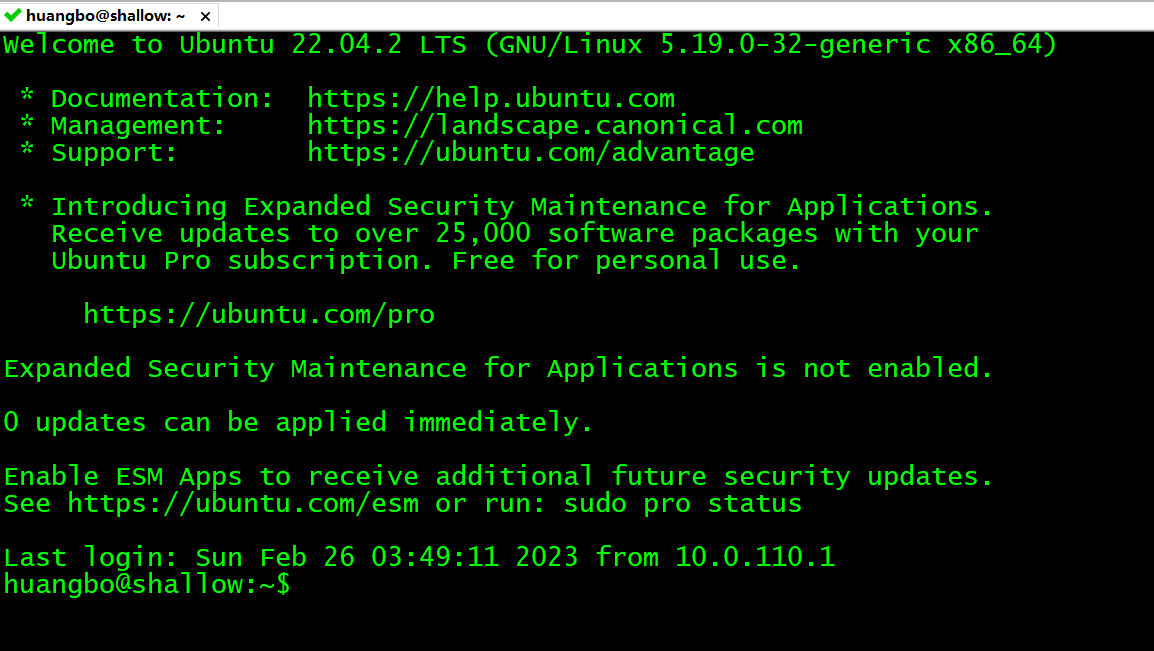 huangbo@shallow: ~
Welcome to Ubuntu 22.04.2 LTS (GNU/Linux 5.19.0-32-generic x86_64)
* Documentation:  https://help.ubuntu.com
* Management:     https://landscape.canonical.com
* Support:        https://ubuntu.com/advantage
* Introducing Expanded Security Maintenance for Applications.
Receive updates to over 25,000 software packages with your
Ubuntu Pro subscription. Free for personal use.
https://ubuntu.com/pro
Expanded Security Maintenance for Applications is not enabled.
0 updates can be applied immediately.
Enable ESM Apps to receive additional future security updates.
See https://ubuntu.com/esm or run: sudo pro status
Last login: Sun Feb 26 03:49:11 2023 from 10.0.110.1
huangbo@shallow:~$